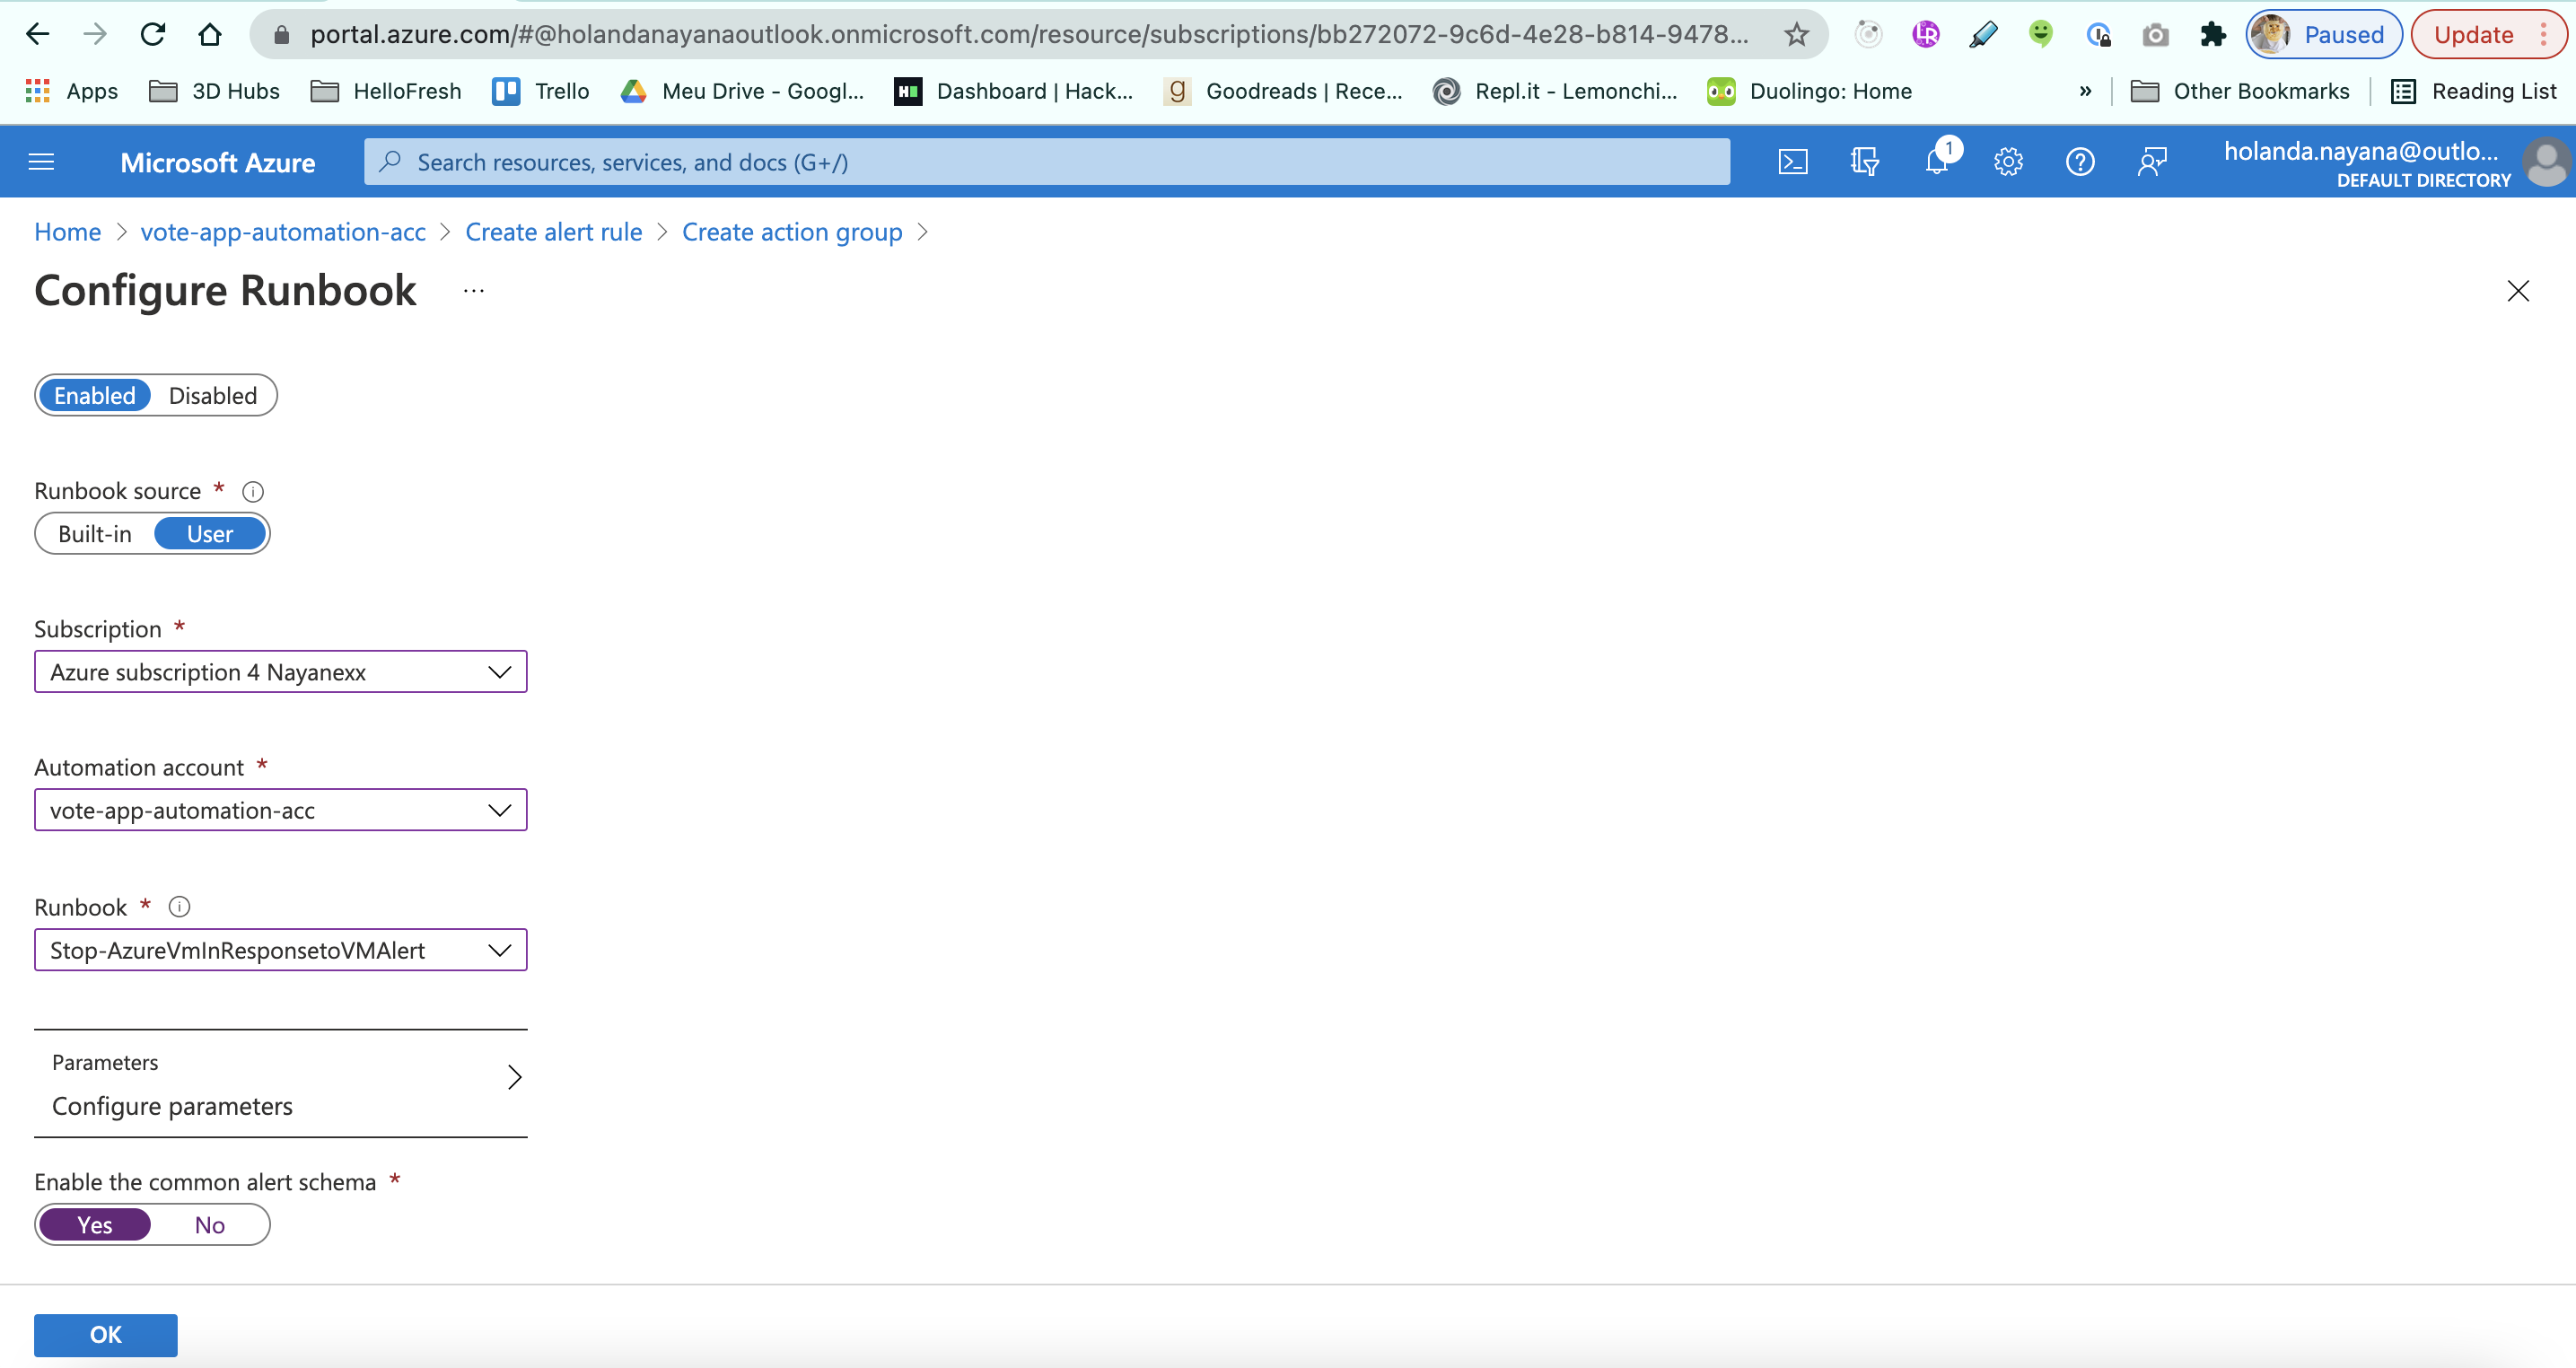 portal.azure.com/#@holandanayanaoutlook.onmicrosoft.com/resource/subscriptions/bb272072-9c6d-4e28-b814-9478...
LR
Paused
Update
Apps
3D Hubs
HelloFresh
Trello
Meu Drive - Googl...
Dashboard | Hack...
Goodreads | Rece...
Repl.it - Lemonchi...
Duolingo: Home
»
Other Bookmarks
Reading List
Microsoft Azure
Search resources, services, and docs (G+/)
1
holanda.nayana@outlo...
DEFAULT DIRECTORY
Home > vote-app-automation-acc > Create alert rule > Create action group >
Configure Runbook ...
Enabled Disabled
Runbook source *
Built-in User
Subscription *
Azure subscription 4 Nayanexx
Automation account *
vote-app-automation-acc
Runbook *
Stop-AzureVmInResponsetoVMAlert
Parameters
Configure parameters
Enable the common alert schema *
Yes No
OK